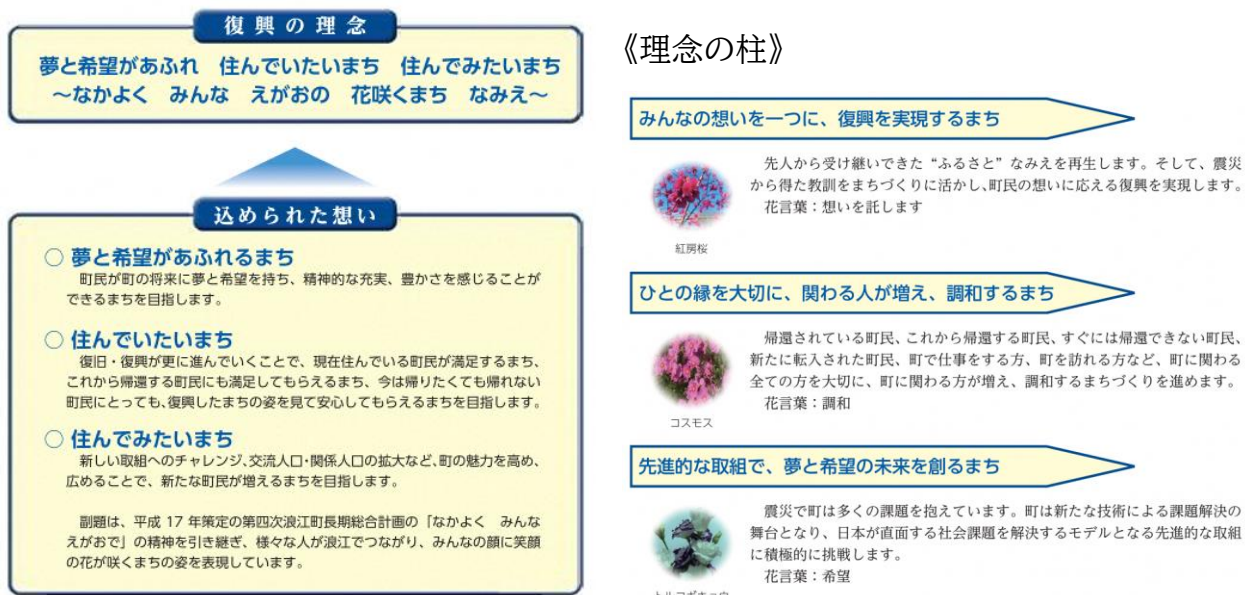 復興の理念
夢と希望があふれ　住んでいたいまち　住んでみたいまち
～なかよく　みんな　えがおの　花咲くまち　なみえ～
込められた想い
○ 夢と希望があふれるまち
町民が町の将来に夢と希望を持ち、精神的な充実、豊かさを感じることが
できるまちを目指します。
○ 住んでいたいまち
復旧・復興が更に進んでいくことで、現在住んでいる町民が満足するまち、
これから帰還する町民にも満足してもらえるまち、今は帰りたくても帰れない
町民にとっても、復興したまちの姿を見て安心してもらえるまちを目指します。
○ 住んでみたいまち
新しい取組へのチャレンジ、交流人口・関係人口の拡大など、町の魅力を高め、
広めることで、新たな町民が増えるまちを目指します。
副題は、平成 17 年策定の第四次浪江町長期総合計画の「なかよく　みんな
えがおで」の精神を引き継ぎ、様々な人が浪江でつながり、みんなの顔に笑顔
の花が咲くまちの姿を表現しています。
《理念の柱》
みんなの想いを一つに、復興を実現するまち
先人から受け継いできた“ふるさと”なみえを再生します。そして、震災
から得た教訓をまちづくりに活かし、町民の想いに応える復興を実現します。
花言葉：想いを託します
紅房桜
ひとの縁を大切に、関わる人が増え、調和するまち
帰還されている町民、これから帰還する町民、すぐには帰還できない町民、
新たに転入された町民、町で仕事をする方、町を訪れる方など、町に関わる
全ての方を大切に、町に関わる方が増え、調和するまちづくりを進めます。
花言葉：調和
コスモス
先進的な取組で、夢と希望の未来を創るまち
震災で町は多くの課題を抱えています。町は新たな技術による課題解決の
舞台となり、日本が直面する社会課題を解決するモデルとなる先進的な取組
に積極的に挑戦します。
花言葉：希望